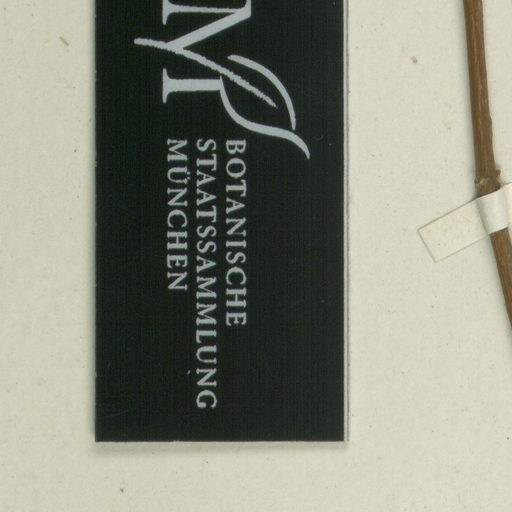 M
BOTANISCHE
STAATSSAMMLUNG
MÜNCHEN